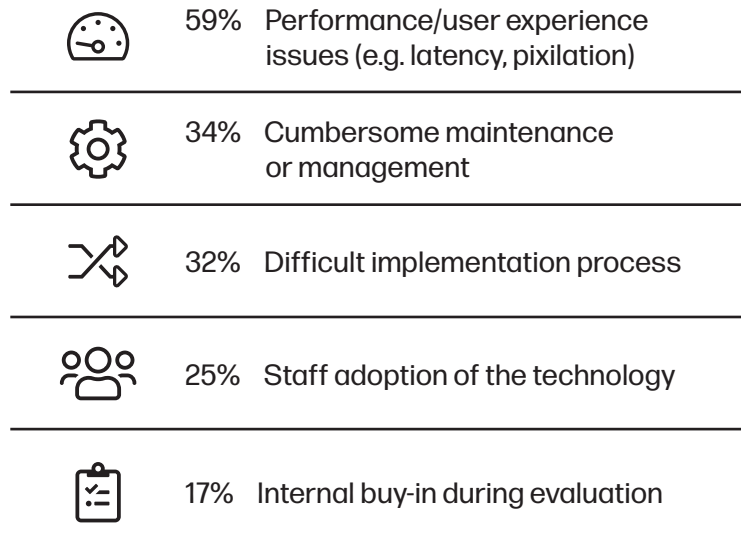 59% Performance/user experience
issues (e.g. latency, pixilation)
34% Cumbersome maintenance
or management
32% Difficult implementation process
25% Staff adoption of the technology
17% Internal buy-in during evaluation